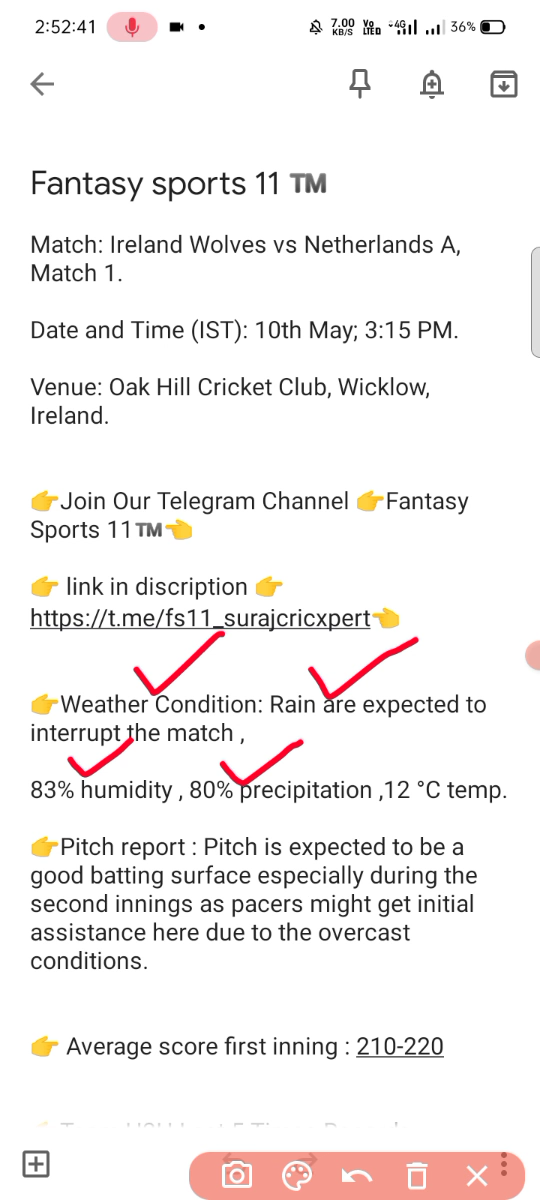 2:52:41
7.00 KB/S
VO LTED
4G
36%
Fantasy sports 11 ™️
Match: Ireland Wolves vs Netherlands A,
Match 1.
Date and Time (IST): 10th May; 3:15 PM.
Venue: Oak Hill Cricket Club, Wicklow,
Ireland.
👉Join Our Telegram Channel 👉Fantasy
Sports 11™️👈
👉 link in discription 👉
https://t.me/fs11_surajcricxpert👈
👉Weather Condition: Rain are expected to
interrupt the match ,
83% humidity , 80% precipitation ,12 °C temp.
👉Pitch report : Pitch is expected to be a
good batting surface especially during the
second innings as pacers might get initial
assistance here due to the overcast
conditions.
👉 Average score first inning : 210-220